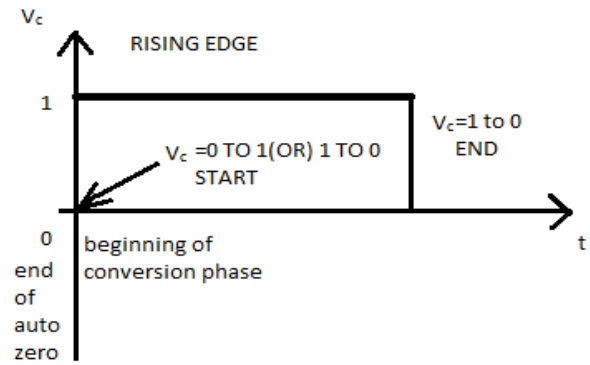 Vc
RISING EDGE
1
Vc=1 to 0
END
Vc =0 TO 1(OR) 1 TO 0
START
0
t
beginning of
conversion phase
end
of
auto
zero